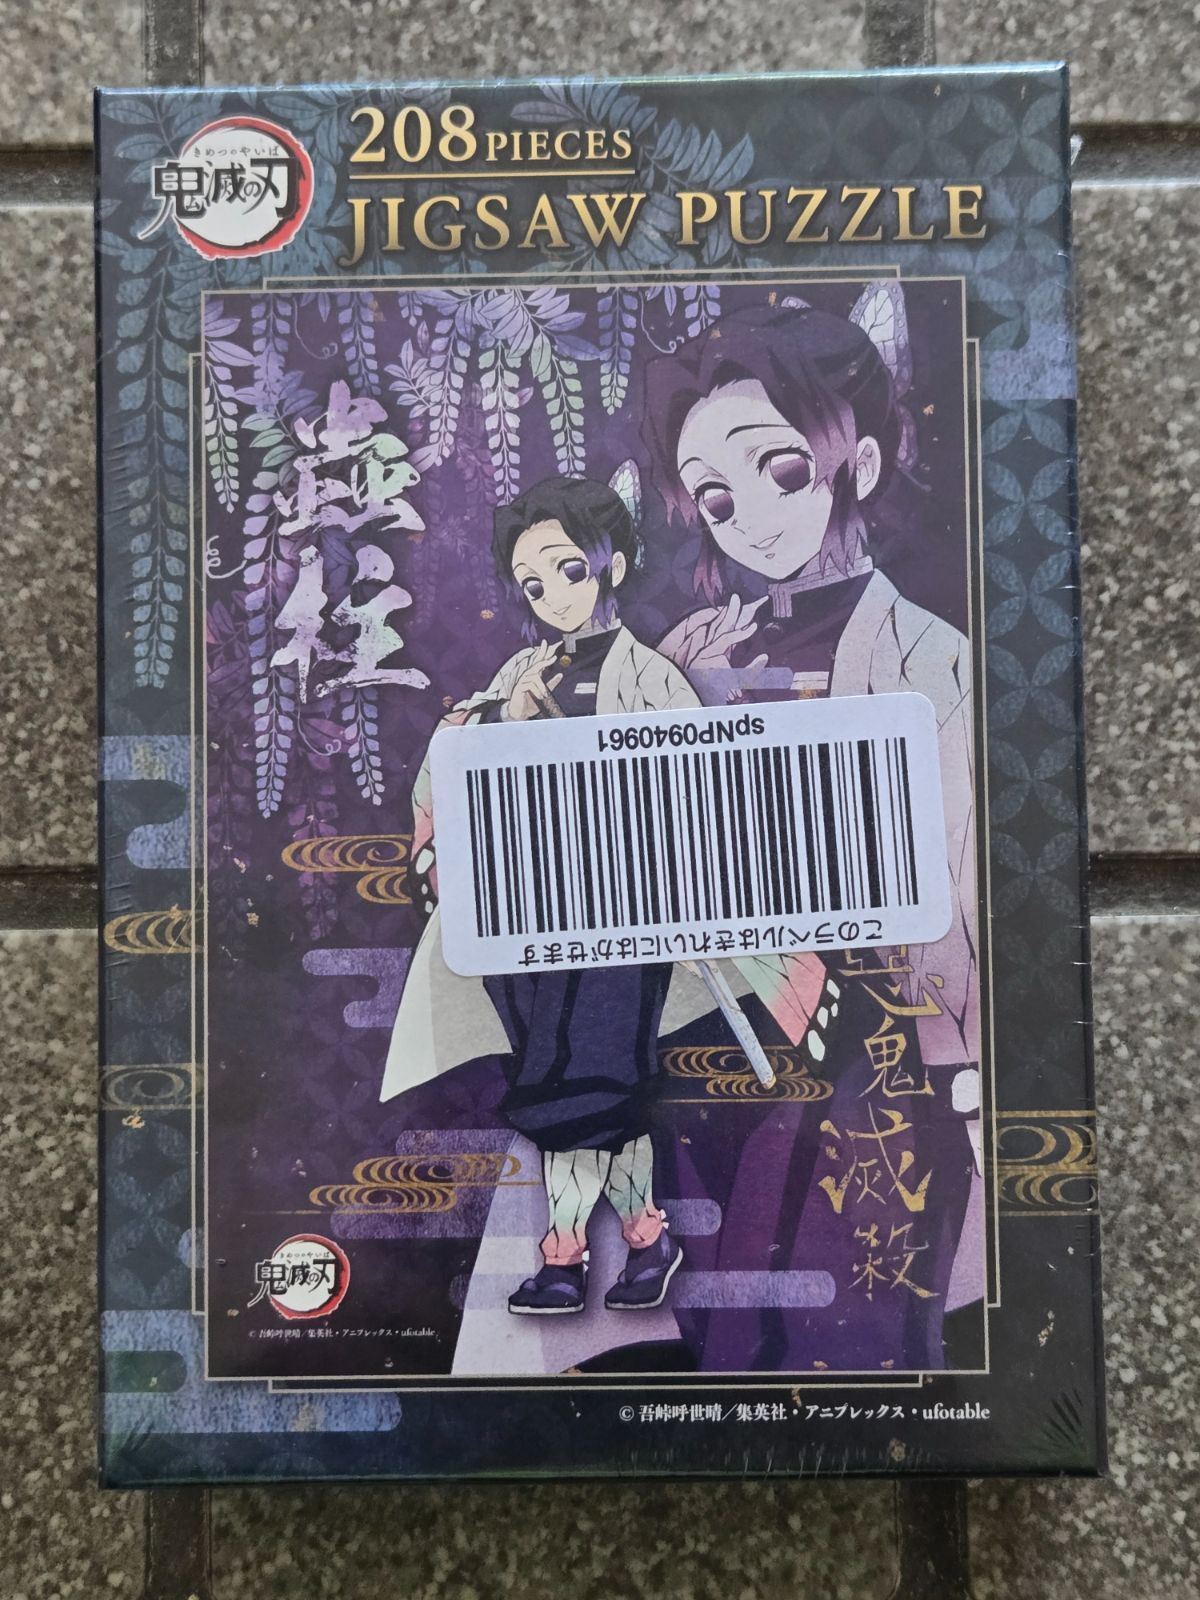 きめつのやいば
鬼滅の刃
208 PIECES
JIGSAW PUZZLE
蟲柱
spNP0940961
このラベルはきれいにはがせます
悪鬼滅殺
きめつのやいば
鬼滅の刃
© 吾峠呼世晴/集英社・アニプレックス・ufotable
© 吾峠呼世晴/集英社・アニプレックス・ufotable